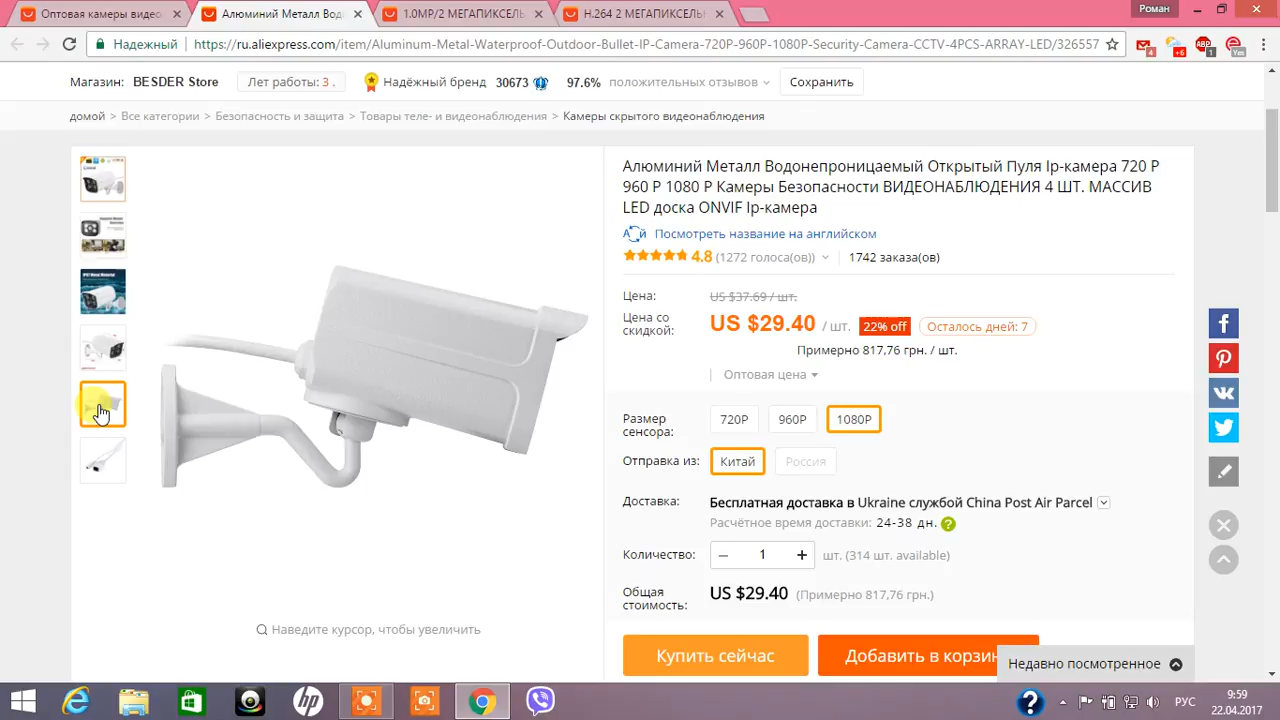 Оптовая камеры видео
Алюминий Металл Вод
1.0MP/2 МЕГАПИКСЕЛЬ
H.264 2 МЕГАПИКСЕЛЬ
Роман
Надежный
https://ru.aliexpress.com/item/Aluminum-Metal-Waterproof-Outdoor-Bullet-IP-Camera-720P-960P-1080P-Security-Camera-CCTV-4PCS-ARRAY-LED/326557
4
+6
ABP
1
Yes
Магазин: BESDER Store
Лет работы: 3 .
Надёжный бренд 30673
97.6% положительных отзывов
Сохранить
домой > Все категории > Безопасность и защита > Товары теле- и видеонаблюдения > Камеры скрытого видеонаблюдения
Алюминий Металл Водонепроницаемый Открытый Пуля Ip-камера 720 P
960 P 1080 P Камеры Безопасности ВИДЕОНАБЛЮДЕНИЯ 4 ШТ. МАССИВ
LED доска ONVIF Ip-камера
Посмотреть название на английском
4.8 (1272 голоса(ов)) 1742 заказа(ов)
Цена: US $37.69 / шт.
Цена со
скидкой:
US $29.40 / шт. 22% off Осталось дней: 7
Примерно 817,76 грн. / шт.
Оптовая цена
Размер
сенсора:
720P 960P 1080P
Отправка из: Китай Россия
Доставка: Бесплатная доставка в Ukraine службой China Post Air Parcel
Расчётное время доставки: 24-38 дн. ?
Количество: – 1 + шт. (314 шт. available)
Общая
стоимость:
US $29.40 (Примерно 817,76 грн.)
Наведите курсор, чтобы увеличить
Купить сейчас
Добавить в корзин
Недавно посмотренное
hp
РУС
9:59
22.04.2017